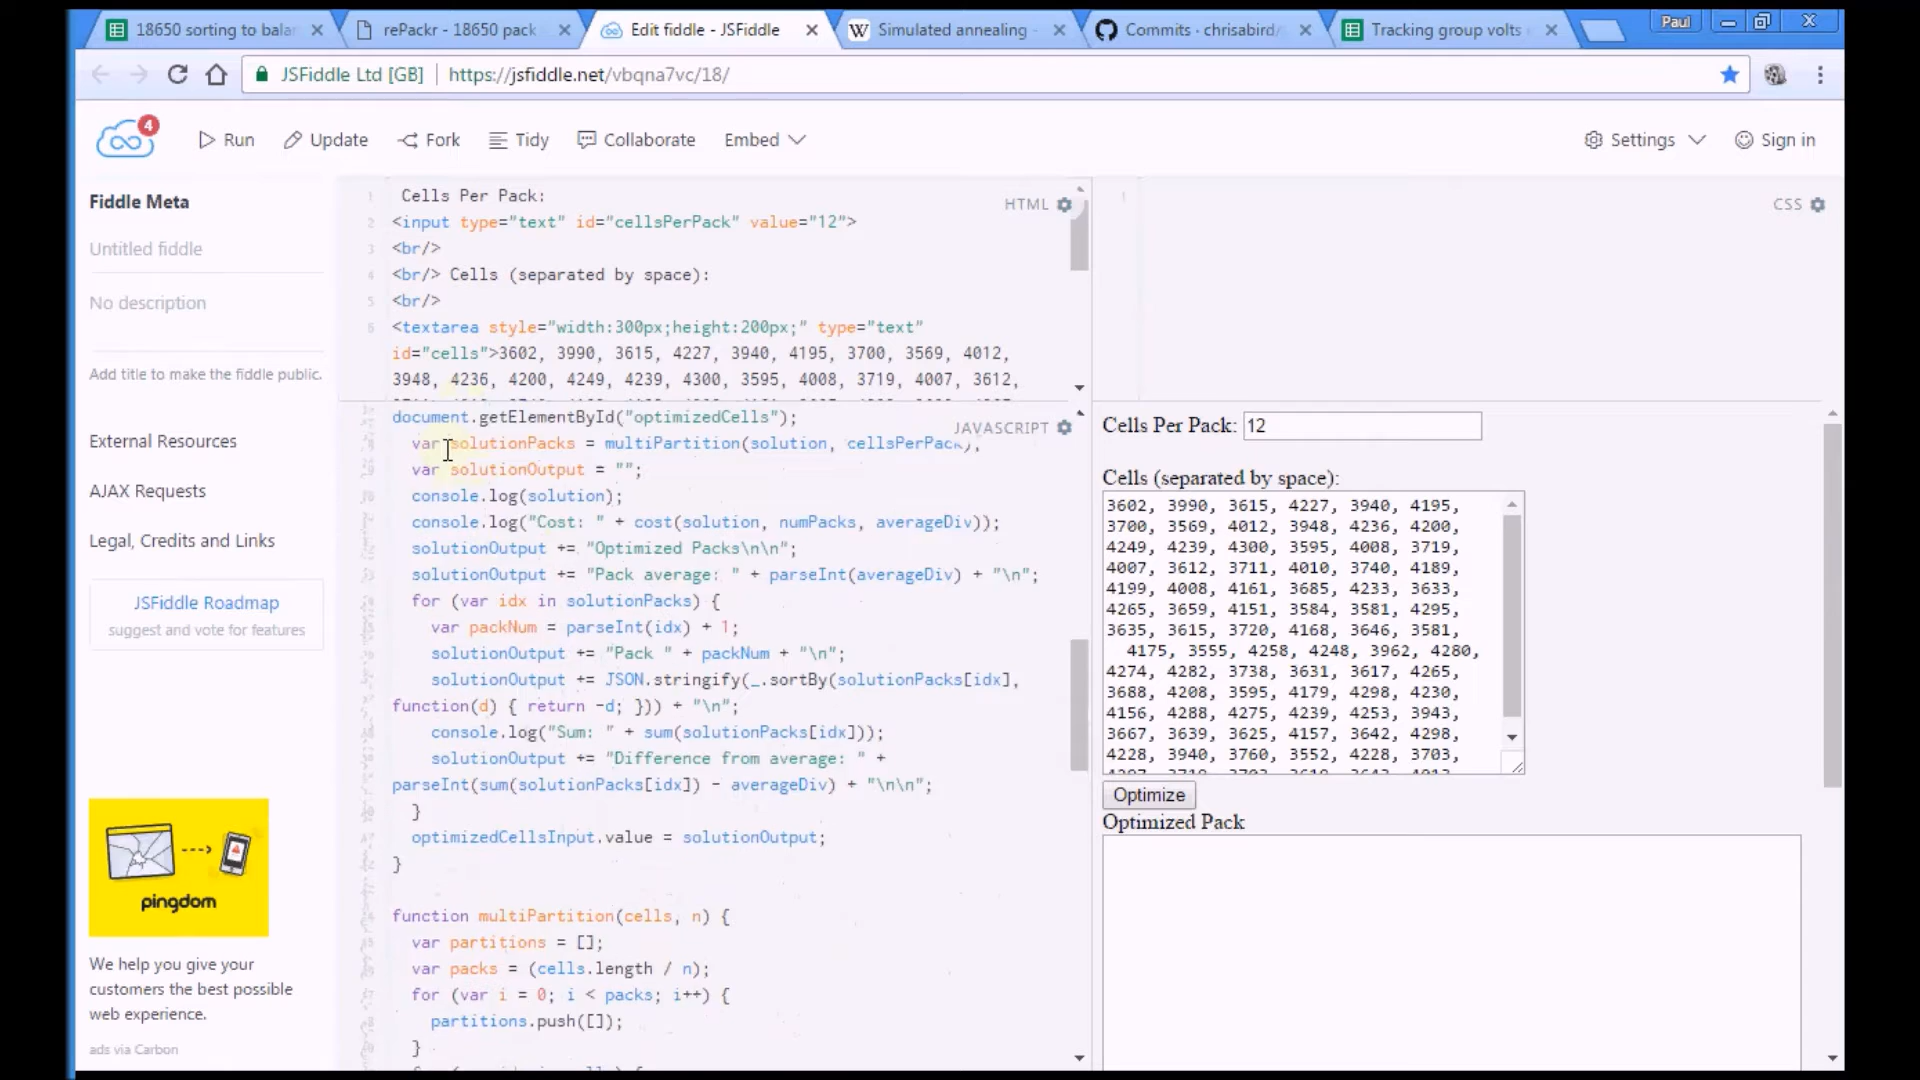 18650 sorting to bala
rePackr - 18650 pack
Edit fiddle - JSFiddle
W Simulated annealing -
Commits · chrisabird/
Tracking group volts
Paul
JSFiddle Ltd [GB] https://jsfiddle.net/vbqna7vc/18/
4
Run Update Fork Tidy Collaborate Embed Settings Sign in
Fiddle Meta
Untitled fiddle
No description
Add title to make the fiddle public.
External Resources
AJAX Requests
Legal, Credits and Links
JSFiddle Roadmap
suggest and vote for features
pingdom
We help you give your
customers the best possible
web experience.
ads via Carbon
HTML
1 Cells Per Pack:
2 <input type="text" id="cellsPerPack" value="12">
3 <br/>
4 <br/> Cells (separated by space):
5 <br/>
6 <textarea style="width:300px;height:200px;" type="text"
id="cells">3602, 3990, 3615, 4227, 3940, 4195, 3700, 3569, 4012,
3948, 4236, 4200, 4249, 4239, 4300, 3595, 4008, 3719, 4007, 3612,
CSS
1
JAVASCRIPT
document.getElementById("optimizedCells");
var solutionPacks = multiPartition(solution, cellsPerPack);
var solutionOutput = "";
console.log(solution);
console.log("Cost: " + cost(solution, numPacks, averageDiv));
solutionOutput += "Optimized Packs\n\n";
solutionOutput += "Pack average: " + parseInt(averageDiv) + "\n";
for (var idx in solutionPacks) {
var packNum = parseInt(idx) + 1;
solutionOutput += "Pack " + packNum + "\n";
solutionOutput += JSON.stringify(_.sortBy(solutionPacks[idx],
function(d) { return -d; })) + "\n";
console.log("Sum: " + sum(solutionPacks[idx]));
solutionOutput += "Difference from average: " +
parseInt(sum(solutionPacks[idx]) - averageDiv) + "\n\n";
}
optimizedCellsInput.value = solutionOutput;
}
function multiPartition(cells, n) {
var partitions = [];
var packs = (cells.length / n);
for (var i = 0; i < packs; i++) {
partitions.push([]);
}
Cells Per Pack: 12
Cells (separated by space):
3602, 3990, 3615, 4227, 3940, 4195,
3700, 3569, 4012, 3948, 4236, 4200,
4249, 4239, 4300, 3595, 4008, 3719,
4007, 3612, 3711, 4010, 3740, 4189,
4199, 4008, 4161, 3685, 4233, 3633,
4265, 3659, 4151, 3584, 3581, 4295,
3635, 3615, 3720, 4168, 3646, 3581,
4175, 3555, 4258, 4248, 3962, 4280,
4274, 4282, 3738, 3631, 3617, 4265,
3688, 4208, 3595, 4179, 4298, 4230,
4156, 4288, 4275, 4239, 4253, 3943,
3667, 3639, 3625, 4157, 3642, 4298,
4228, 3940, 3760, 3552, 4228, 3703,
Optimize
Optimized Pack